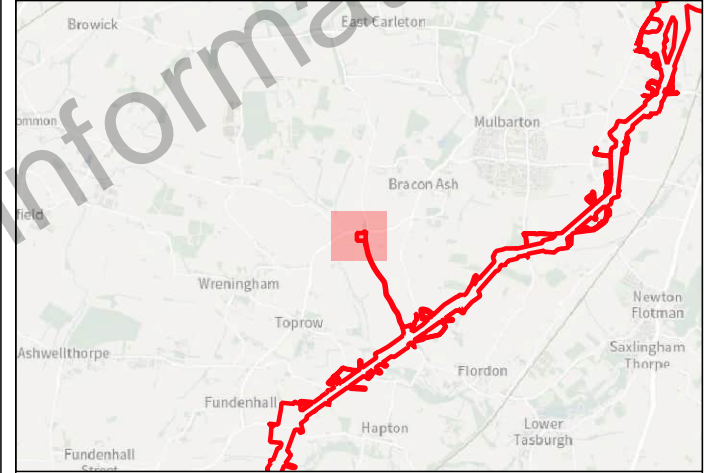 Browick
East Carleton
informat
ommon
Mulbarton
Bracon Ash
field
Wreningham
Newton
Flotman
Toprow
Saxlingham
Thorpe
Ashwellthorpe
Flordon
Fundenhall
Hapton
Lower
Tasburgh
Fundenhall
Street